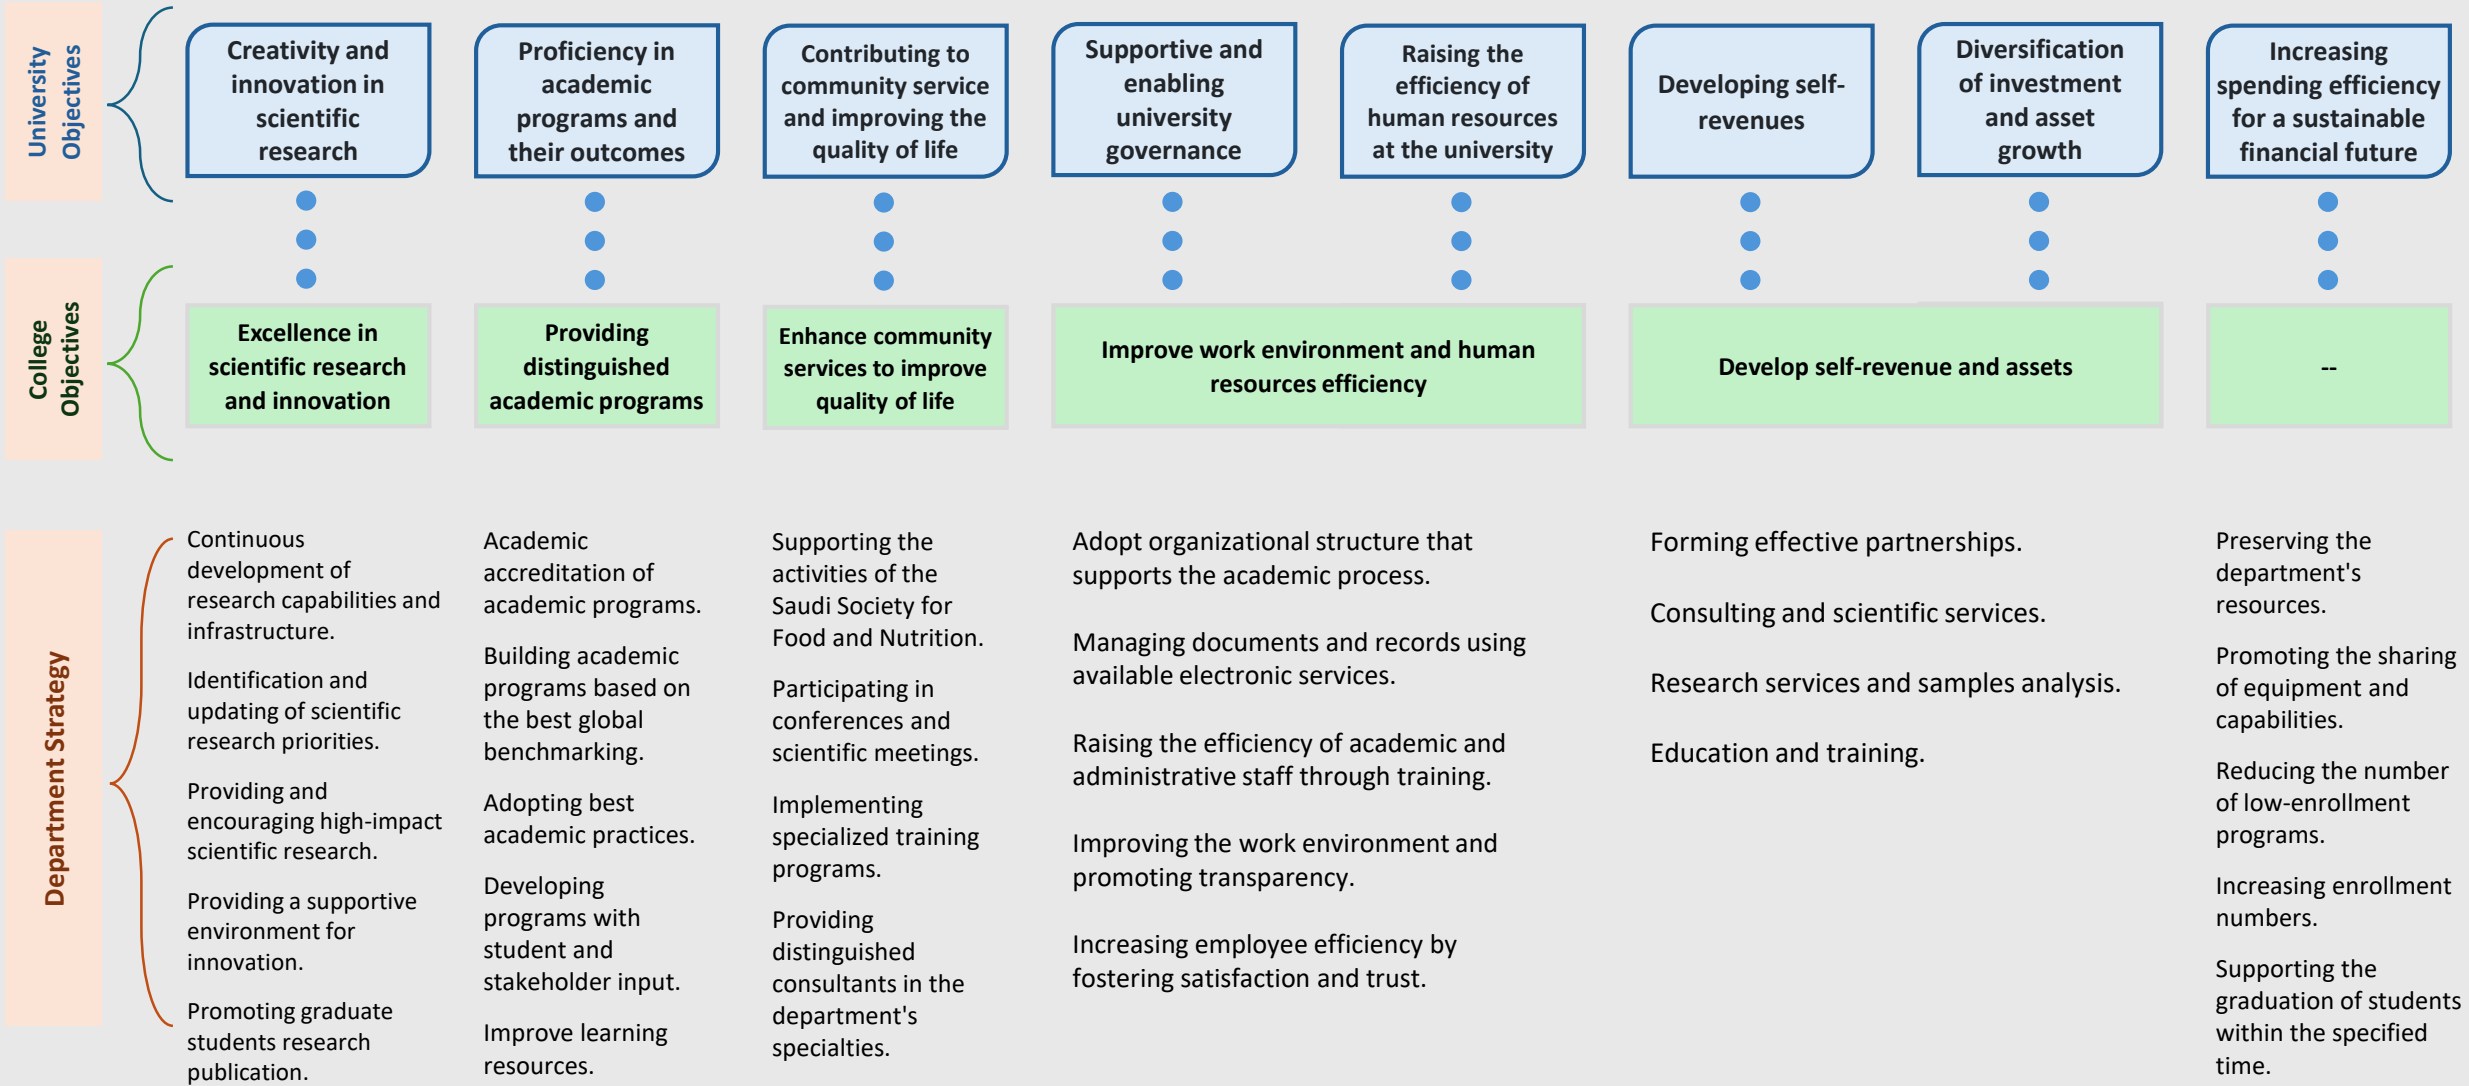 University
Objectives
Creativity and
innovation in
scientific
research
Proficiency in
academic
programs and
their outcomes
Contributing to
community service
and improving the
quality of life
Supportive and
enabling
university
governance
Raising the
efficiency of
human resources
at the university
Developing self-
revenues
Diversification
of investment
and asset
growth
Increasing
spending efficiency
for a sustainable
financial future
College
Objectives
Excellence in
scientific research
and innovation
Providing
distinguished
academic programs
Enhance community
services to improve
quality of life
Improve work environment and human
resources efficiency
Develop self-revenue and assets
--
Department Strategy
Continuous
development of
research capabilities and
infrastructure.
Identification and
updating of scientific
research priorities.
Providing and
encouraging high-impact
scientific research.
Providing a supportive
environment for
innovation.
Promoting graduate
students research
publication.
Academic
accreditation of
academic programs.
Building academic
programs based on
the best global
benchmarking.
Adopting best
academic practices.
Developing
programs with
student and
stakeholder input.
Improve learning
resources.
Supporting the
activities of the
Saudi Society for
Food and Nutrition.
Participating in
conferences and
scientific meetings.
Implementing
specialized training
programs.
Providing
distinguished
consultants in the
department's
specialties.
Adopt organizational structure that
supports the academic process.
Managing documents and records using
available electronic services.
Raising the efficiency of academic and
administrative staff through training.
Improving the work environment and
promoting transparency.
Increasing employee efficiency by
fostering satisfaction and trust.
Forming effective partnerships.
Consulting and scientific services.
Research services and samples analysis.
Education and training.
Preserving the
department's
resources.
Promoting the sharing
of equipment and
capabilities.
Reducing the number
of low-enrollment
programs.
Increasing enrollment
numbers.
Supporting the
graduation of students
within the specified
time.